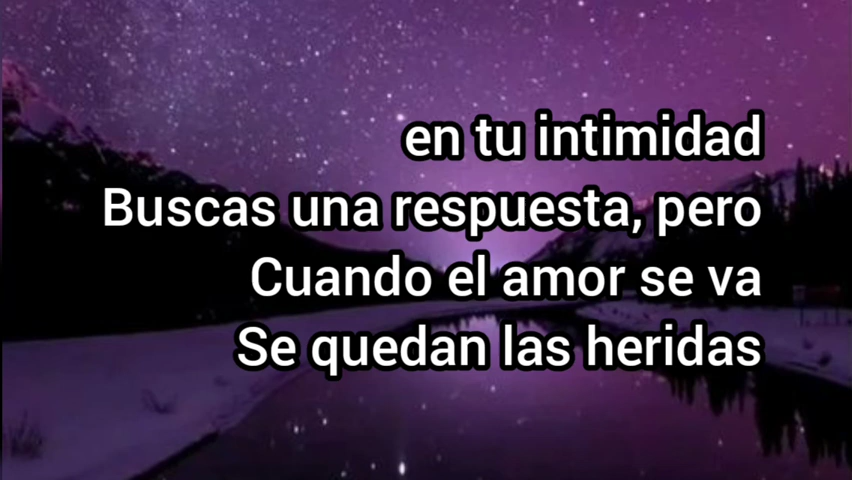 en tu intimidad
Buscas una respuesta, pero
Cuando el amor se va
Se quedan las heridas